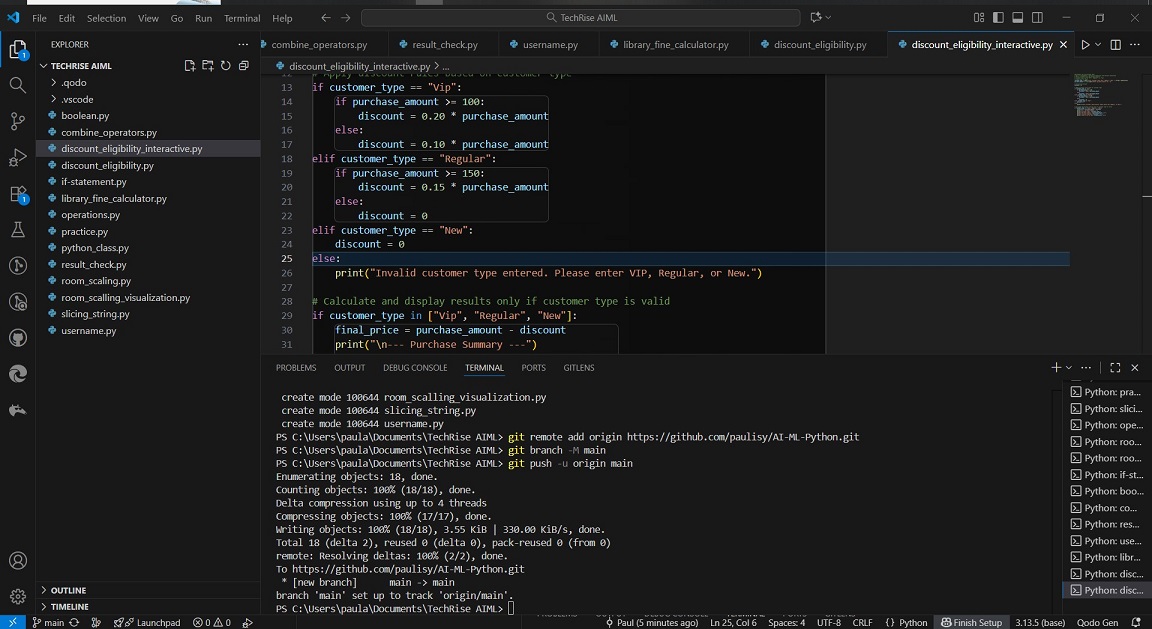 File Edit Selection View Go Run Terminal Help
TechRise AIML
EXPLORER
TECHRISE AIML
.qodo
.vscode
boolean.py
combine_operators.py
discount_eligibility_interactive.py
discount_eligibility.py
if-statement.py
library_fine_calculator.py
operations.py
practice.py
python_class.py
result_check.py
room_scaling.py
room_scalling_visualization.py
slicing_string.py
username.py
OUTLINE
TIMELINE
1
1
combine_operators.py result_check.py username.py library_fine_calculator.py discount_eligibility.py discount_eligibility_interactive.py
discount_eligibility_interactive.py > ...
# Apply discount rules based on customer type
13 if customer_type == "Vip":
14 if purchase_amount >= 100:
15 discount = 0.20 * purchase_amount
16 else:
17 discount = 0.10 * purchase_amount
18 elif customer_type == "Regular":
19 if purchase_amount >= 150:
20 discount = 0.15 * purchase_amount
21 else:
22 discount = 0
23 elif customer_type == "New":
24 discount = 0
25 else:
26 print("Invalid customer type entered. Please enter VIP, Regular, or New.")
27
28 # Calculate and display results only if customer type is valid
29 if customer_type in ["Vip", "Regular", "New"]:
30 final_price = purchase_amount - discount
31 print("\n--- Purchase Summary ---")
PROBLEMS OUTPUT DEBUG CONSOLE TERMINAL PORTS GITLENS
create mode 100644 room_scalling_visualization.py
create mode 100644 slicing_string.py
create mode 100644 username.py
PS C:\Users\paula\Documents\TechRise AIML> git remote add origin https://github.com/paulisy/AI-ML-Python.git
PS C:\Users\paula\Documents\TechRise AIML> git branch -M main
PS C:\Users\paula\Documents\TechRise AIML> git push -u origin main
Enumerating objects: 18, done.
Counting objects: 100% (18/18), done.
Delta compression using up to 4 threads
Compressing objects: 100% (17/17), done.
Writing objects: 100% (18/18), 3.55 KiB | 330.00 KiB/s, done.
Total 18 (delta 2), reused 0 (delta 0), pack-reused 0 (from 0)
remote: Resolving deltas: 100% (2/2), done.
To https://github.com/paulisy/AI-ML-Python.git
* [new branch] main -> main
branch 'main' set up to track 'origin/main'.
PS C:\Users\paula\Documents\TechRise AIML>
Python: pra...
Python: slici...
Python: ope...
Python: roo...
Python: roo...
Python: if-st...
Python: boo...
Python: co...
Python: res...
Python: use...
Python: libr...
Python: disc...
Python: disc...
main Launchpad 0 0 Paul (5 minutes ago) Ln 25, Col 6 Spaces: 4 UTF-8 CRLF {} Python Finish Setup 3.13.5 (base) Qodo Gen